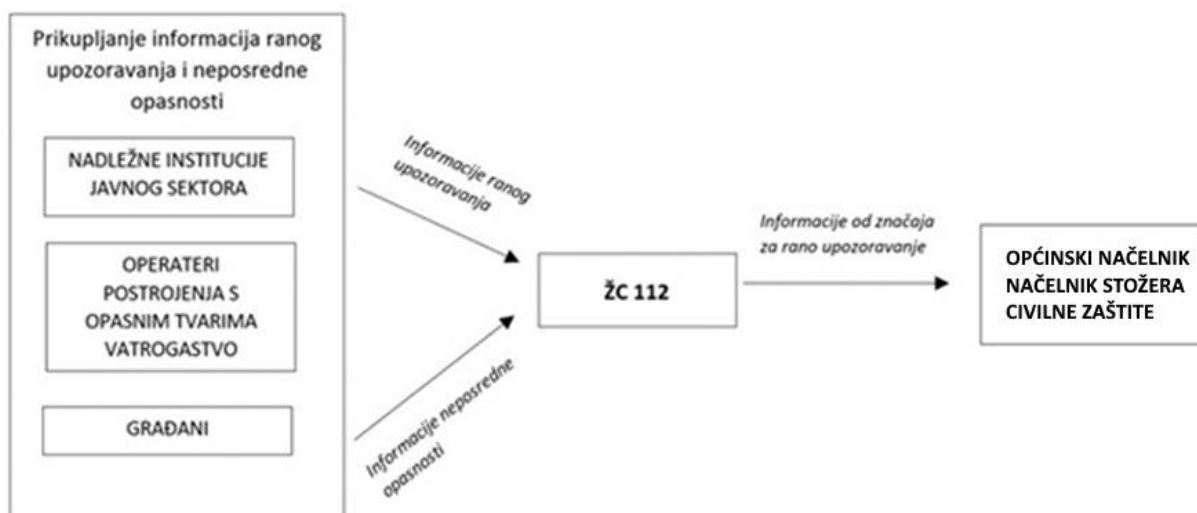 Prikupljanje informacija ranog
upozoravanja i neposredne
opasnosti
NADLEŽNE INSTITUCIJE
JAVNOG SEKTORA
OPERATERI
POSTROJENJA S
OPASNIM TVARIMA
VATROGASTVO
GRAĐANI
Informacije ranog
upozoravanja
Informacije neposredne
opasnosti
ŽC 112
Informacije od značaja
za rano upozoravanje
OPĆINSKI NAČELNIK
NAČELNIK STOŽERA
CIVILNE ZAŠTITE